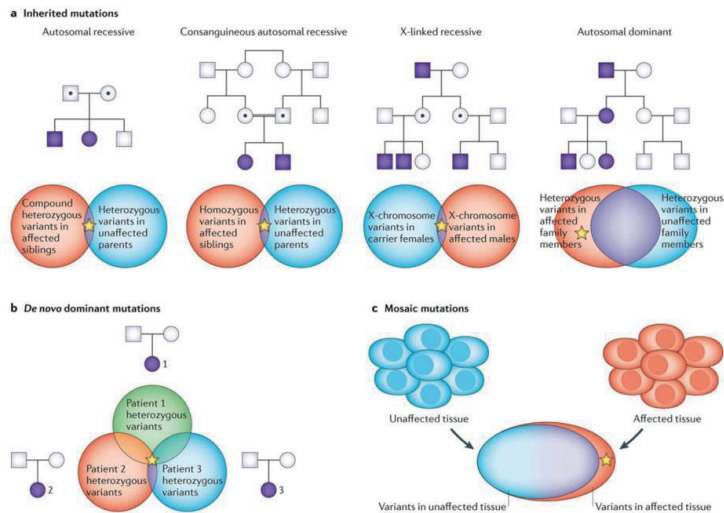 a Inherited mutations
Autosomal recessive
Consanguineous autosomal recessive
X-linked recessive
Autosomal dominant
Compound
heterozygous
variants in
affected
siblings
Heterozygous
variants in
unaffected
parents
Homozygous
variants in
affected
siblings
Heterozygous
variants in
unaffected
parents
X-chromosome
variants in
carrier females
X-chromosome
variants in
affected males
Heterozygous
variants in
affected
family
members
Heterozygous
variants in
unaffected
family
members
b De novo dominant mutations
1
Patient 1
heterozygous
variants
2
Patient 2
heterozygous
variants
Patient 3
heterozygous
variants
3
c Mosaic mutations
Unaffected tissue
Affected tissue
Variants in unaffected tissue
Variants in affected tissue